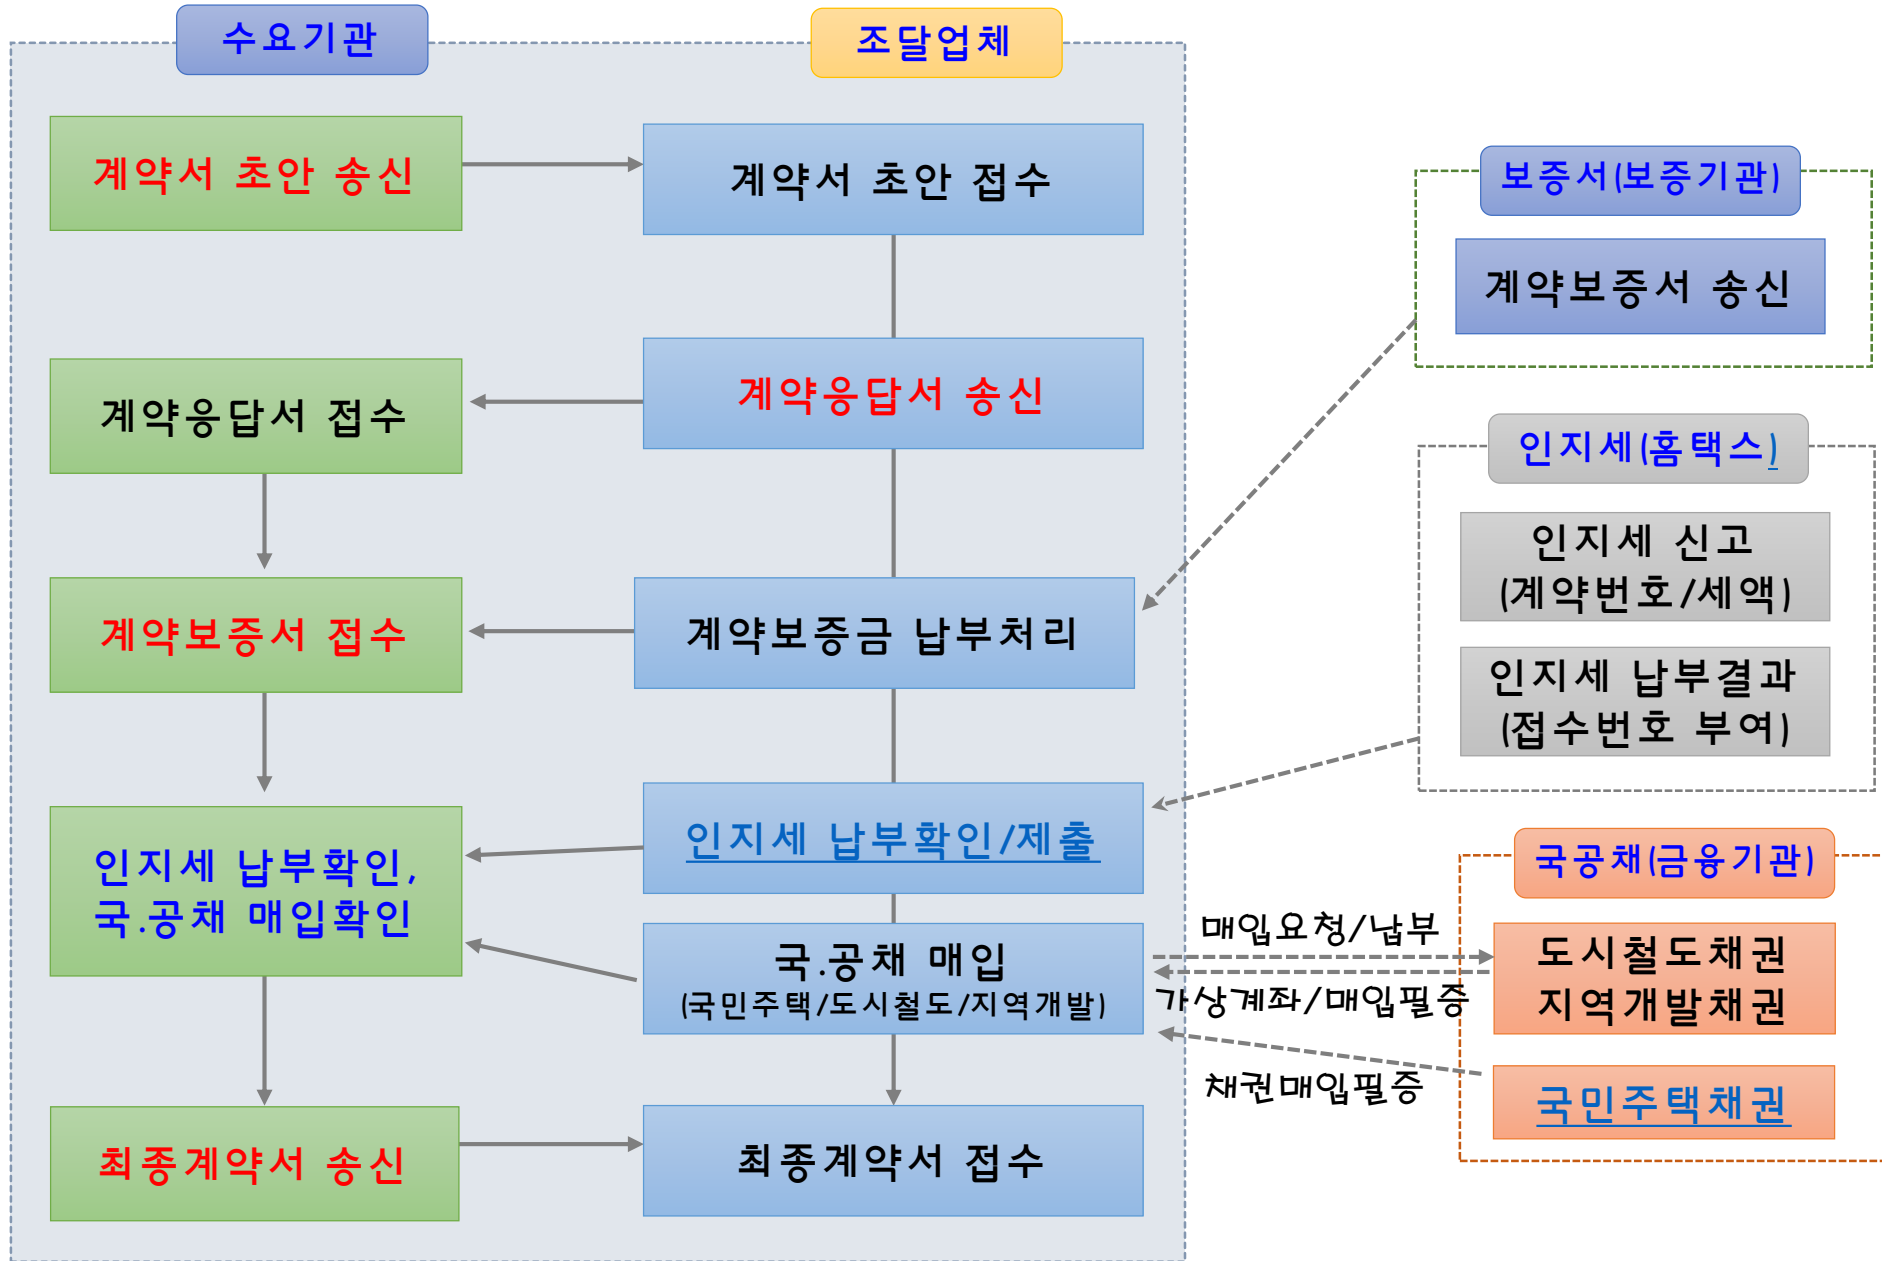 수요기관
조달업체
계약서 초안 송신
계약서 초안 접수
계약응답서 송신
계약응답서 접수
계약보증서 접수
계약보증금 납부처리
인지세 납부확인/제출
인지세 납부확인,
국.공채 매입확인
국.공채 매입
(국민주택/도시철도/지역개발)
최종계약서 송신
최종계약서 접수
보증서(보증기관)
계약보증서 송신
인지세(홈택스)
인지세 신고
(계약번호/세액)
인지세 납부결과
(접수번호 부여)
국공채(금융기관)
매입요청/납부
가상계좌/매입필증
도시철도채권
지역개발채권
채권매입필증
국민주택채권